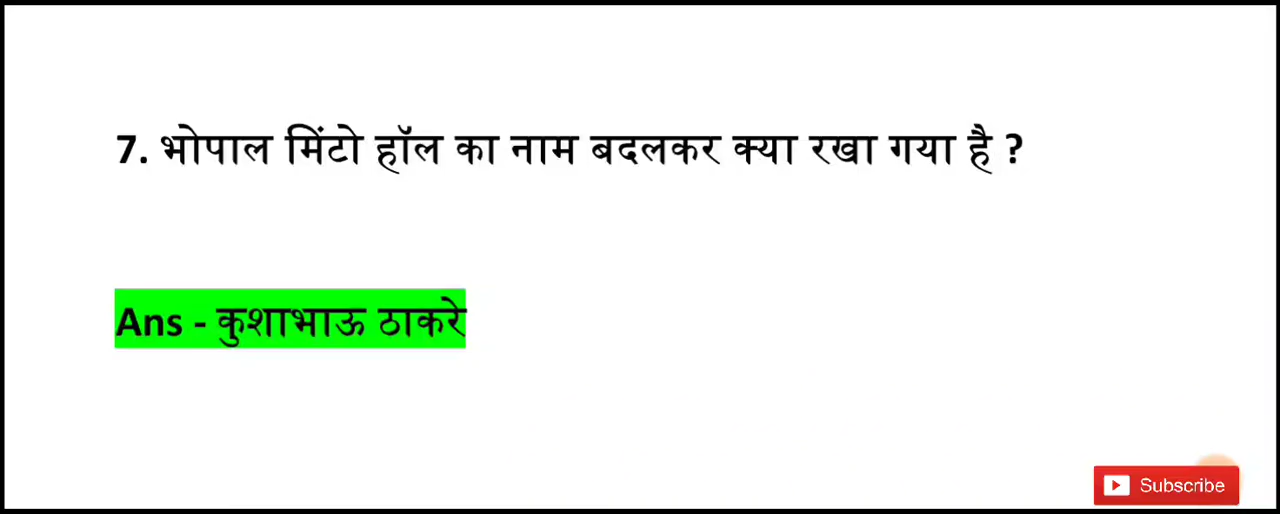 7. भोपाल मिंटो हॉल का नाम बदलकर क्या रखा गया है ?
Ans - कुशाभाऊ ठाकरे
Subscribe